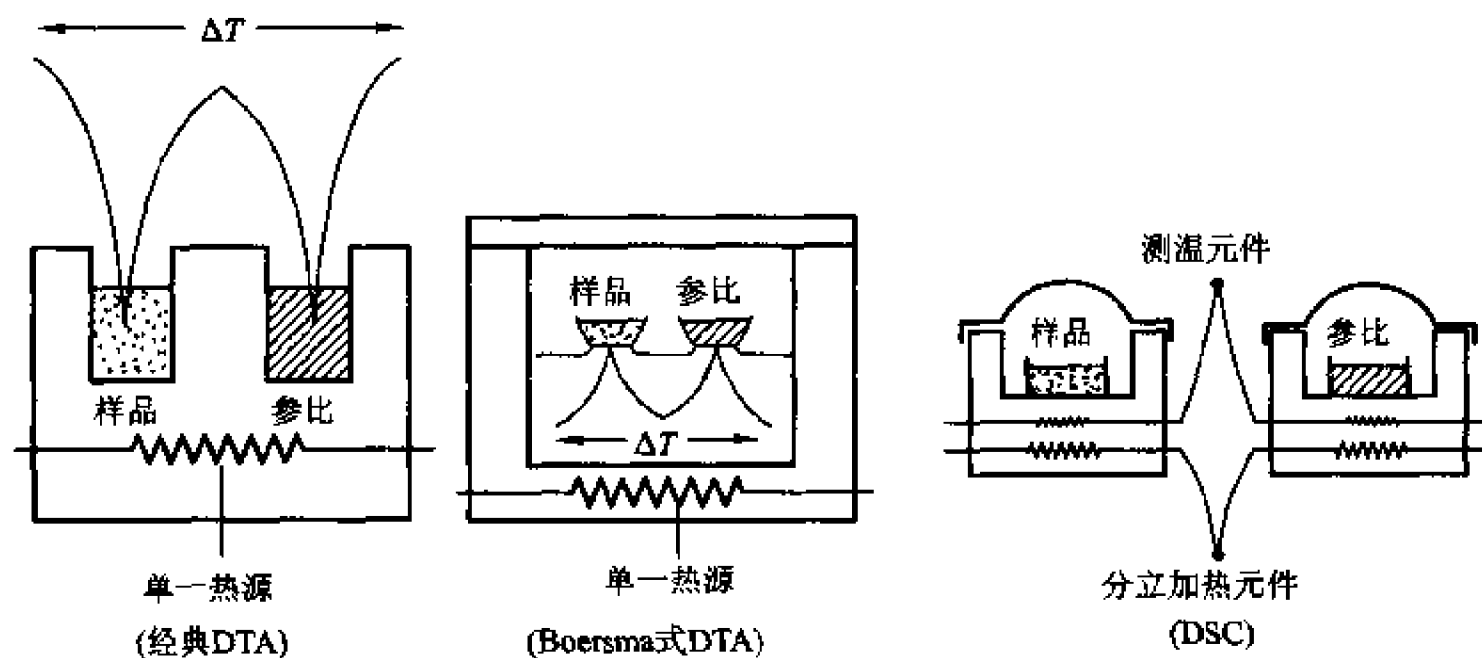 ΔT
样品
参比
单一热源
(经典DTA)
样品
参比
ΔT
单一热源
(Boersma式DTA)
测温元件
样品
参比
分立加热元件
(DSC)